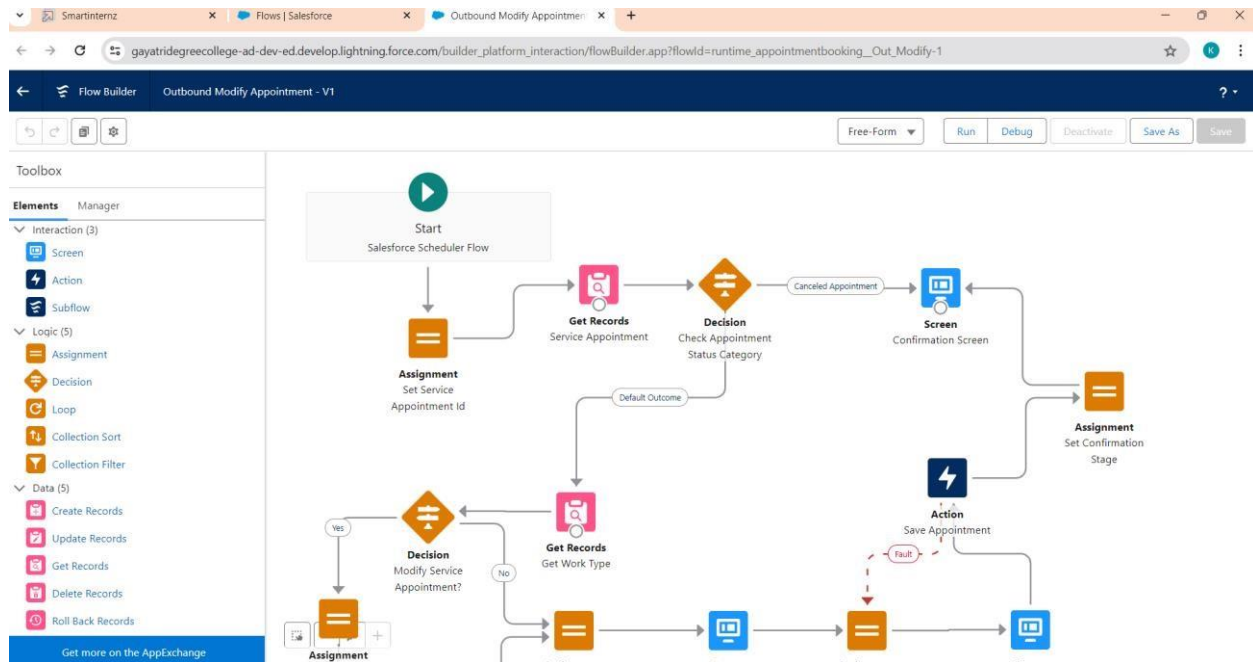 Smartinternz
Flows | Salesforce
Outbound Modify Appointmen
gayatridegreecollege-ad-dev-ed.develop.lightning.force.com/builder_platform_interaction/flowBuilder.app?flowId=runtime_appointmentbooking__Out_Modify-1
K
Flow Builder
Outbound Modify Appointment - V1
?
Free-Form
Run
Debug
Deactivate
Save As
Save
Toolbox
Elements
Manager
Interaction (3)
Screen
Action
Subflow
Logic (5)
Assignment
Decision
Loop
Collection Sort
Collection Filter
Data (5)
Create Records
Update Records
Get Records
Delete Records
Roll Back Records
Get more on the AppExchange
Start
Salesforce Scheduler Flow
Assignment
Set Service
Appointment Id
Get Records
Service Appointment
Decision
Check Appointment
Status Category
Canceled Appointment
Screen
Confirmation Screen
Default Outcome
Assignment
Set Confirmation
Stage
Action
Save Appointment
Fault
Get Records
Get Work Type
Decision
Modify Service
Appointment?
Yes
No
Assignment